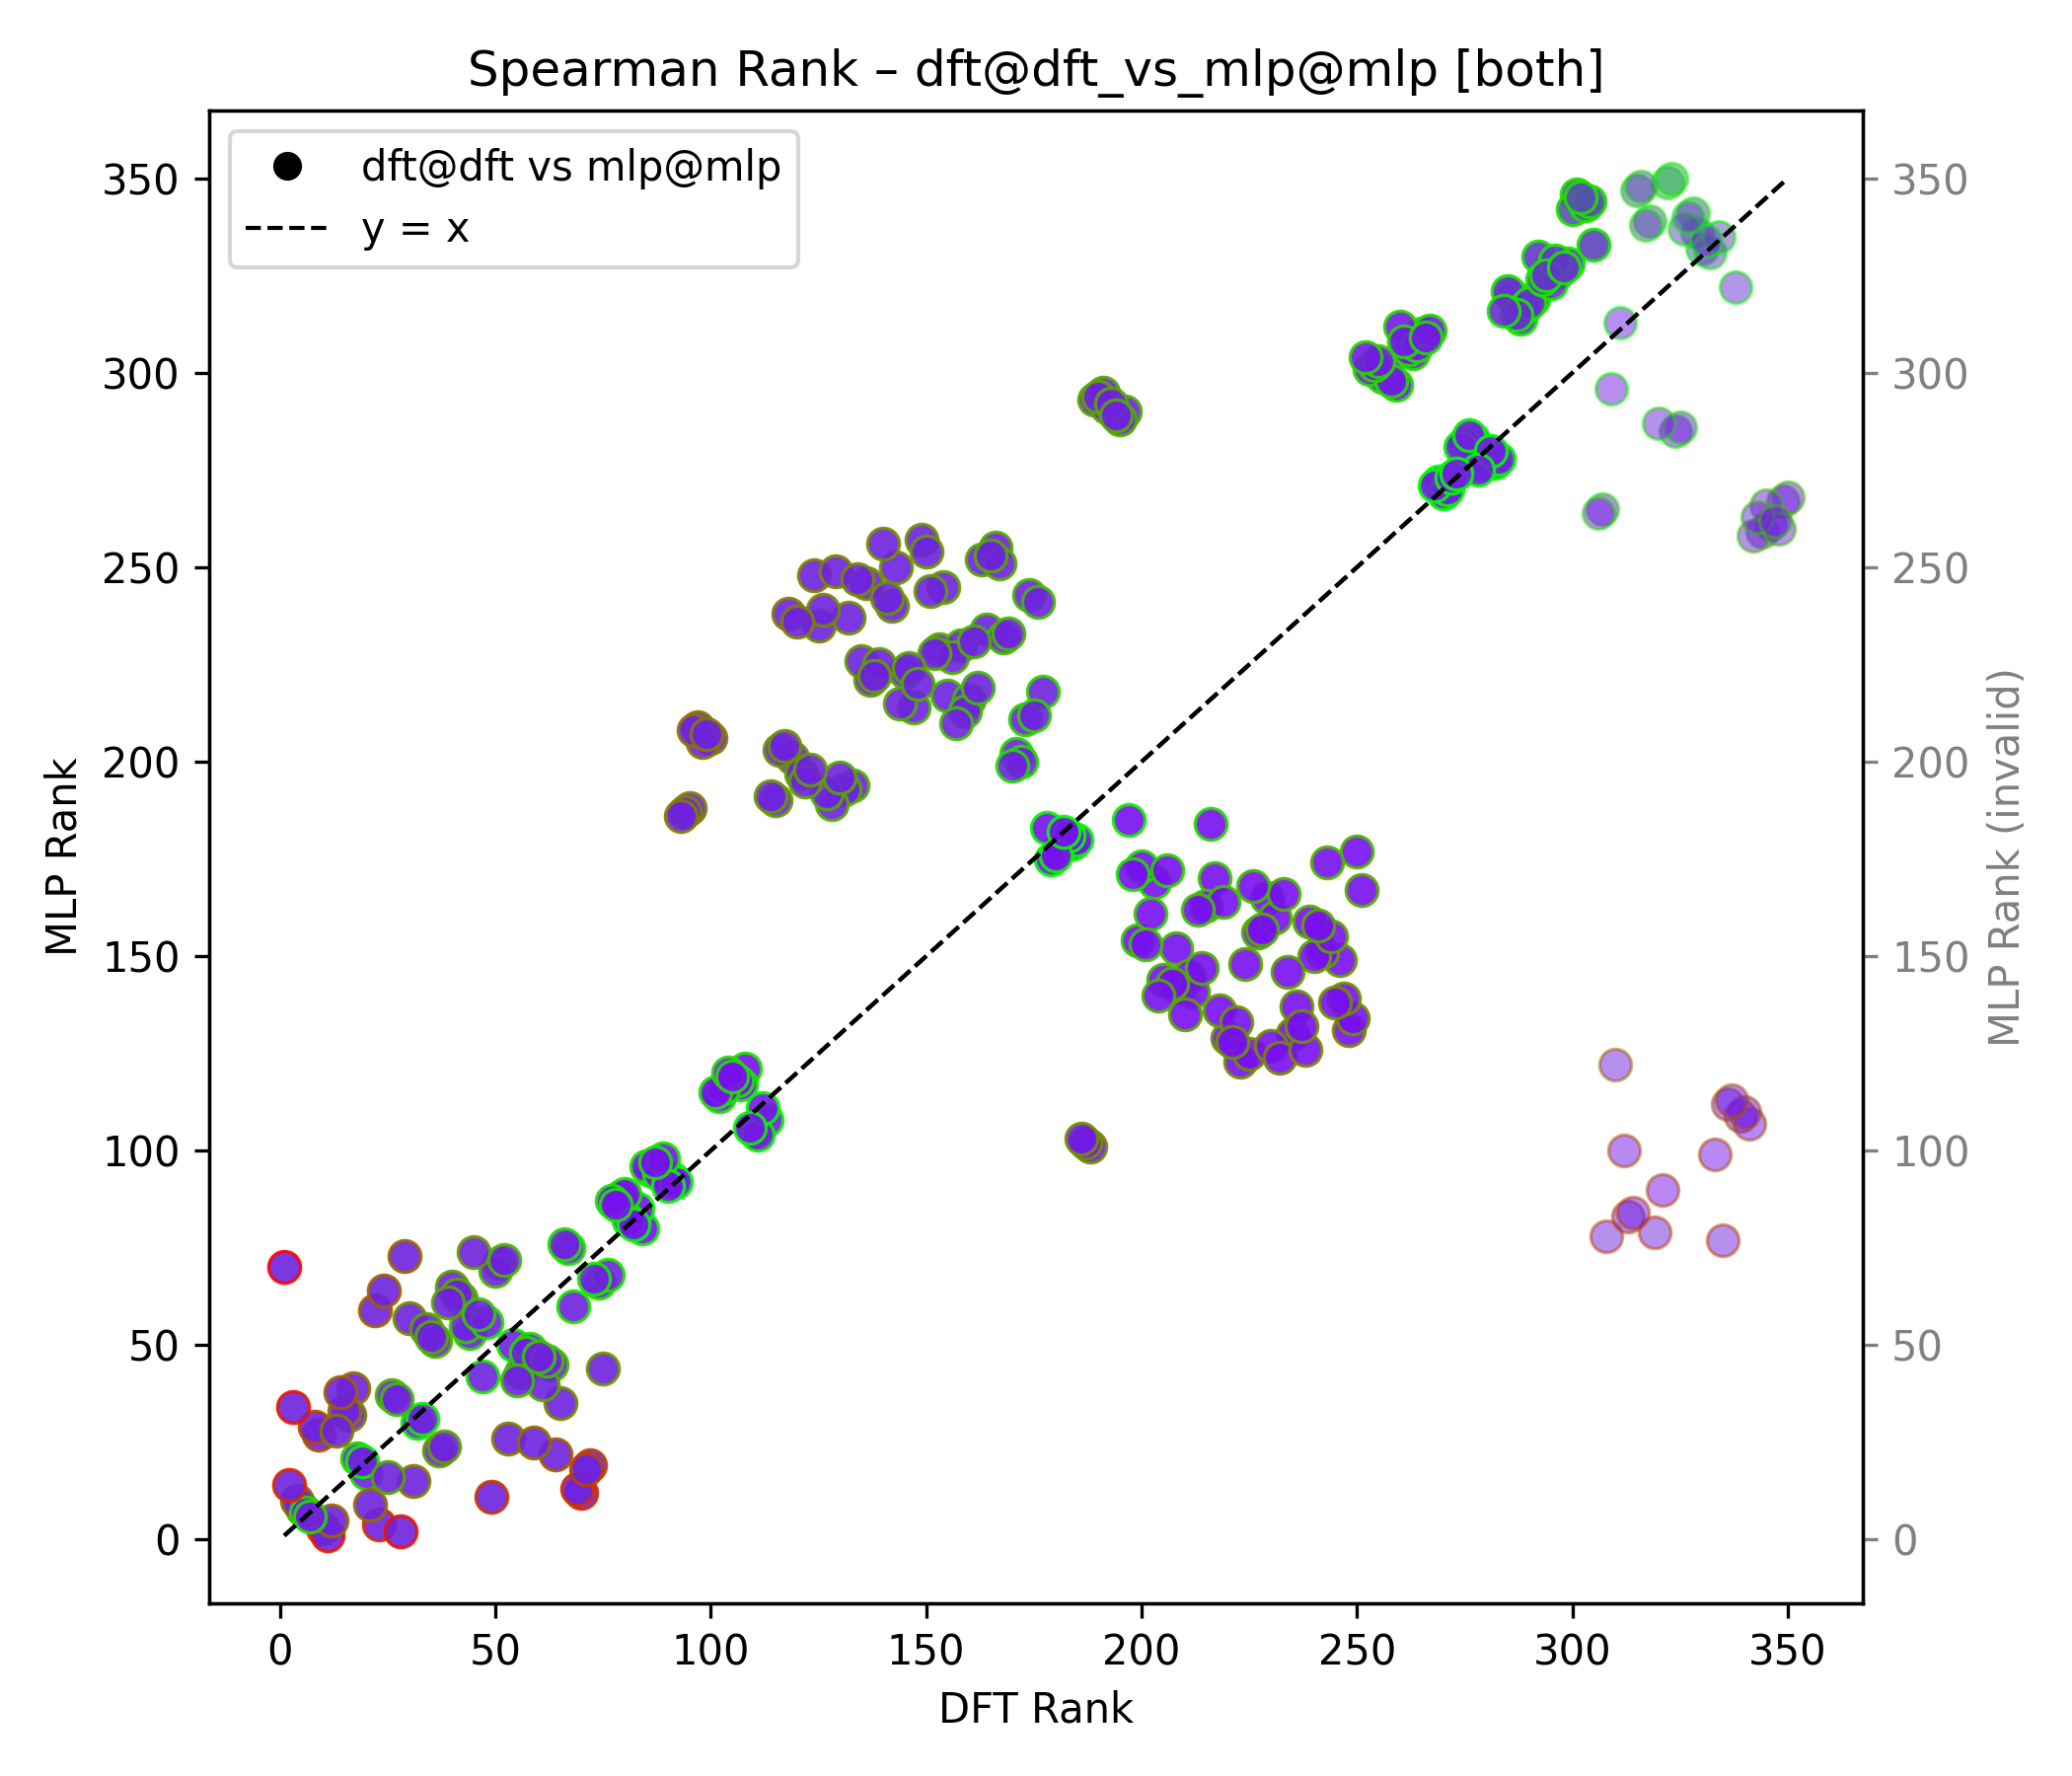 Spearman Rank – dft@dft_vs_mlp@mlp [both]
dft@dft vs mlp@mlp
y = x
350
300
250
200
150
100
50
0
MLP Rank
350
300
250
200
150
100
50
0
MLP Rank (invalid)
0 50 100 150 200 250 300 350
DFT Rank